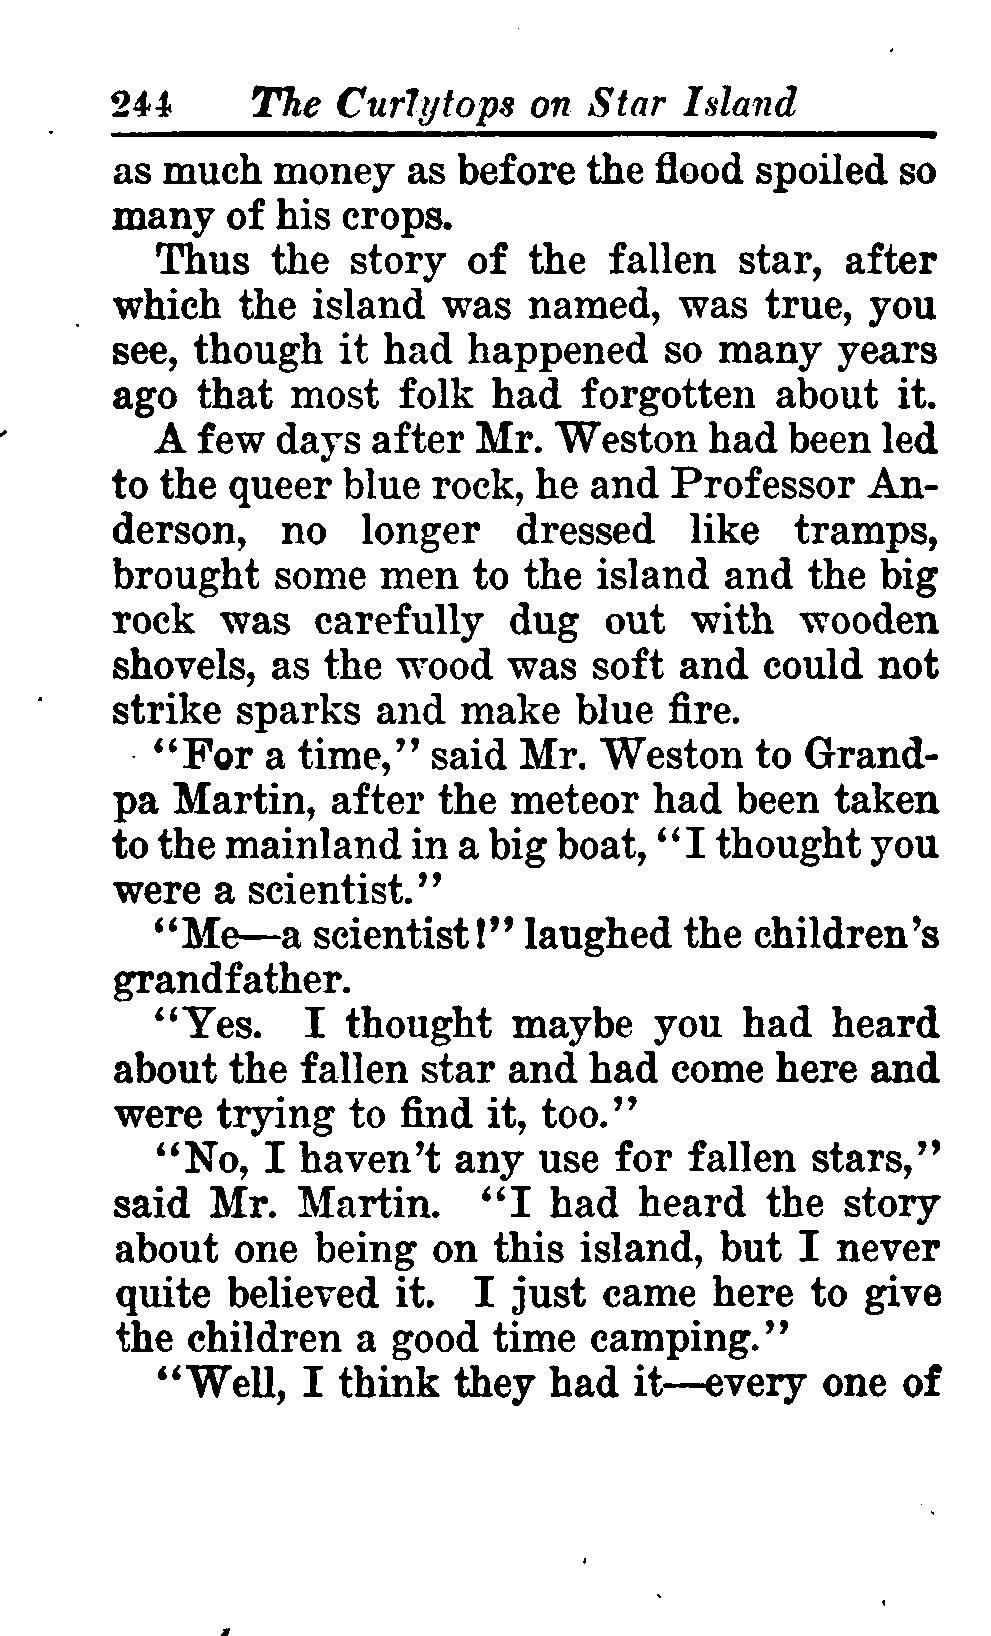 244 The Curlytops on Star Island
as much money as before the flood spoiled so
many of his crops.
Thus the story of the fallen star, after
which the island was named, was true, you
see, though it had happened so many years
ago that most folk had forgotten about it.
A few days after Mr. Weston had been led
to the queer blue rock, he and Professor An-
derson, no longer dressed like tramps,
brought some men to the island and the big
rock was carefully dug out with wooden
shovels, as the wood was soft and could not
strike sparks and make blue fire.
“For a time,” said Mr. Weston to Grand-
pa Martin, after the meteor had been taken
to the mainland in a big boat, “I thought you
were a scientist.”
“Me—a scientist!” laughed the children’s
grandfather.
“Yes. I thought maybe you had heard
about the fallen star and had come here and
were trying to find it, too.”
“No, I haven’t any use for fallen stars,”
said Mr. Martin. “I had heard the story
about one being on this island, but I never
quite believed it. I just came here to give
the children a good time camping.”
“Well, I think they had it—every one of